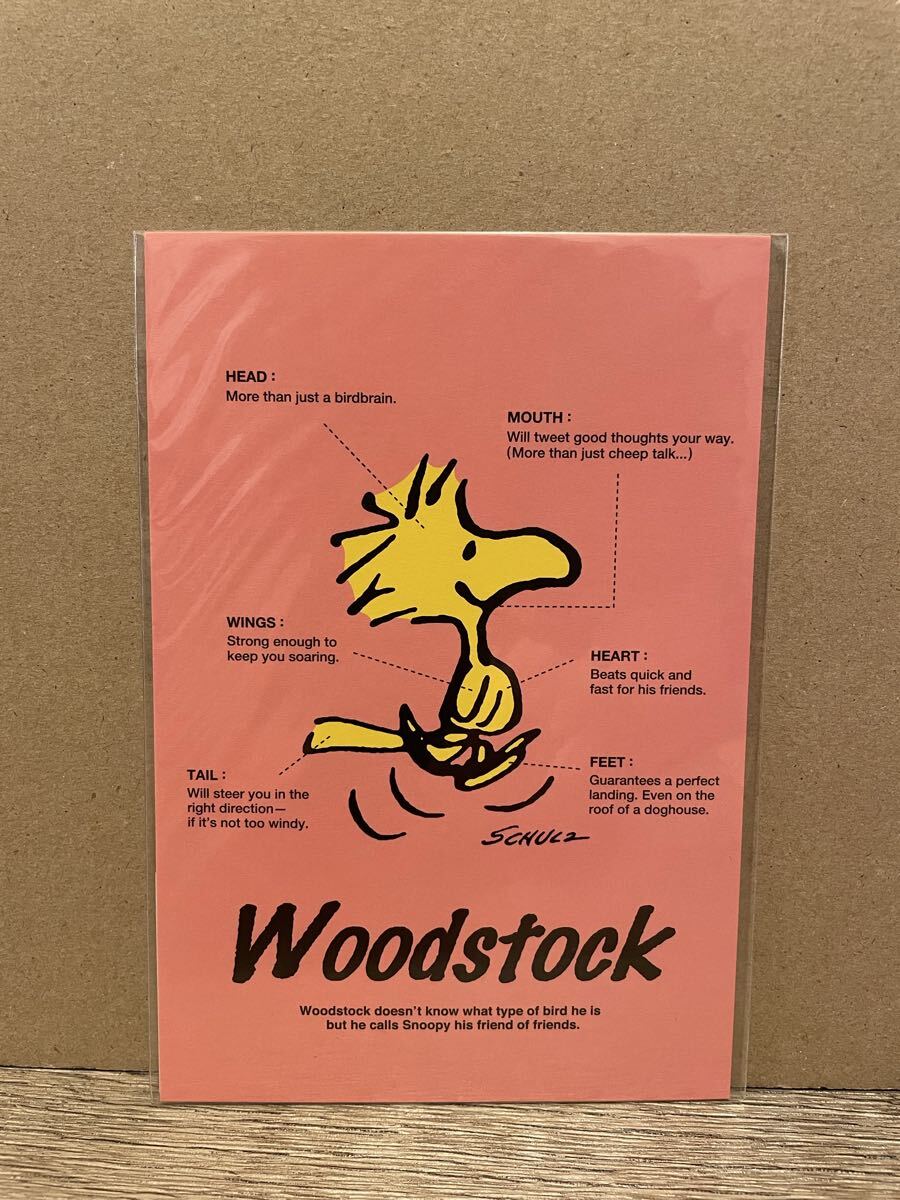 HEAD :
More than just a birdbrain.
MOUTH :
Will tweet good thoughts your way.
(More than just cheep talk...)
WINGS :
Strong enough to
keep you soaring.
HEART :
Beats quick and
fast for his friends.
TAIL :
Will steer you in the
right direction—
if it's not too windy.
FEET :
Guarantees a perfect
landing. Even on the
roof of a doghouse.
SCHULZ
Woodstock
Woodstock doesn't know what type of bird he is
but he calls Snoopy his friend of friends.